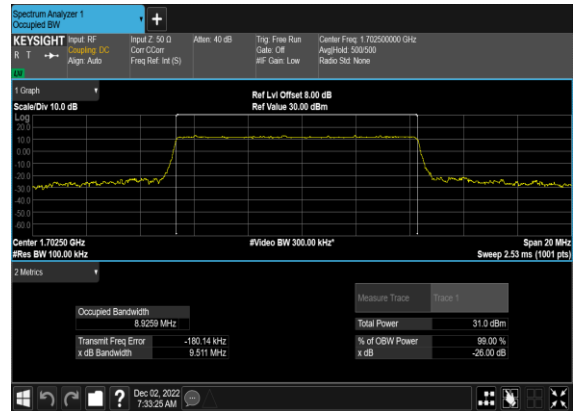 Spectrum Analyzer 1
Occupied BW
+
KEYSIGHT
R T
LXI
Input: RF
Coupling: DC
Align: Auto
Input Z: 50 Ω
Corr CCorr
Freq Ref: Int (S)
Atten: 40 dB
Trig: Free Run
Gate: Off
#IF Gain: Low
Center Freq: 1.702500000 GHz
Avg|Hold: 500/500
Radio Std: None
1 Graph
Scale/Div 10.0 dB
Ref Lvl Offset 8.00 dB
Ref Value 30.00 dBm
Log
20.0
10.0
0.00
-10.0
-20.0
-30.0
-40.0
-50.0
-60.0
Center 1.70250 GHz
#Res BW 100.00 kHz
#Video BW 300.00 kHz*
Span 20 MHz
Sweep 2.53 ms (1001 pts)
2 Metrics
Measure Trace
Trace 1
Occupied Bandwidth
8.9259 MHz
Total Power
31.0 dBm
Transmit Freq Error
-180.14 kHz
% of OBW Power
99.00 %
x dB Bandwidth
9.511 MHz
x dB
-26.00 dB
?
Dec 02, 2022
7:33:25 AM